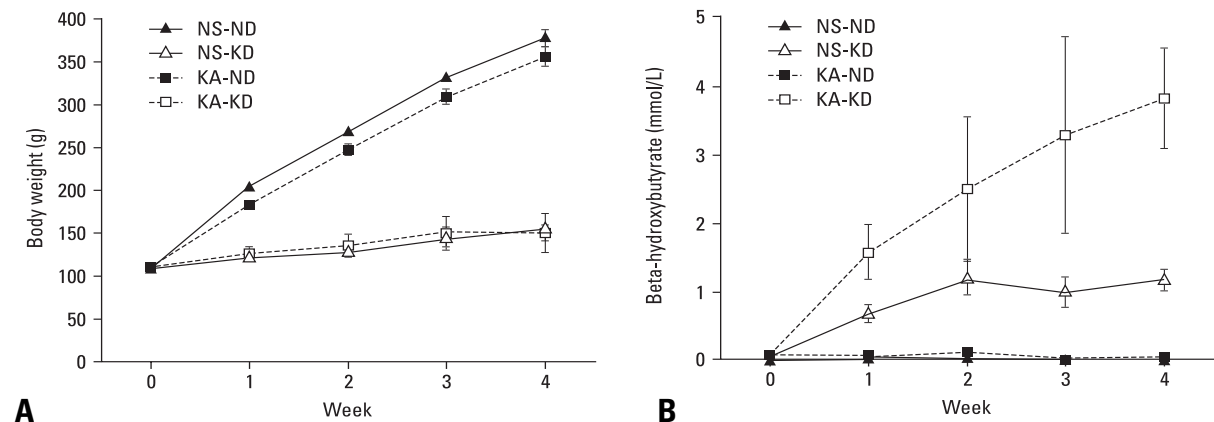 400
350
300
250
200
150
100
50
0
Body weight (g)
NS-ND
NS-KD
KA-ND
KA-KD
0 1 2 3 4
Week
A
5
4
3
2
1
0
Beta-hydroxybutyrate (mmol/L)
NS-ND
NS-KD
KA-ND
KA-KD
0 1 2 3 4
Week
B